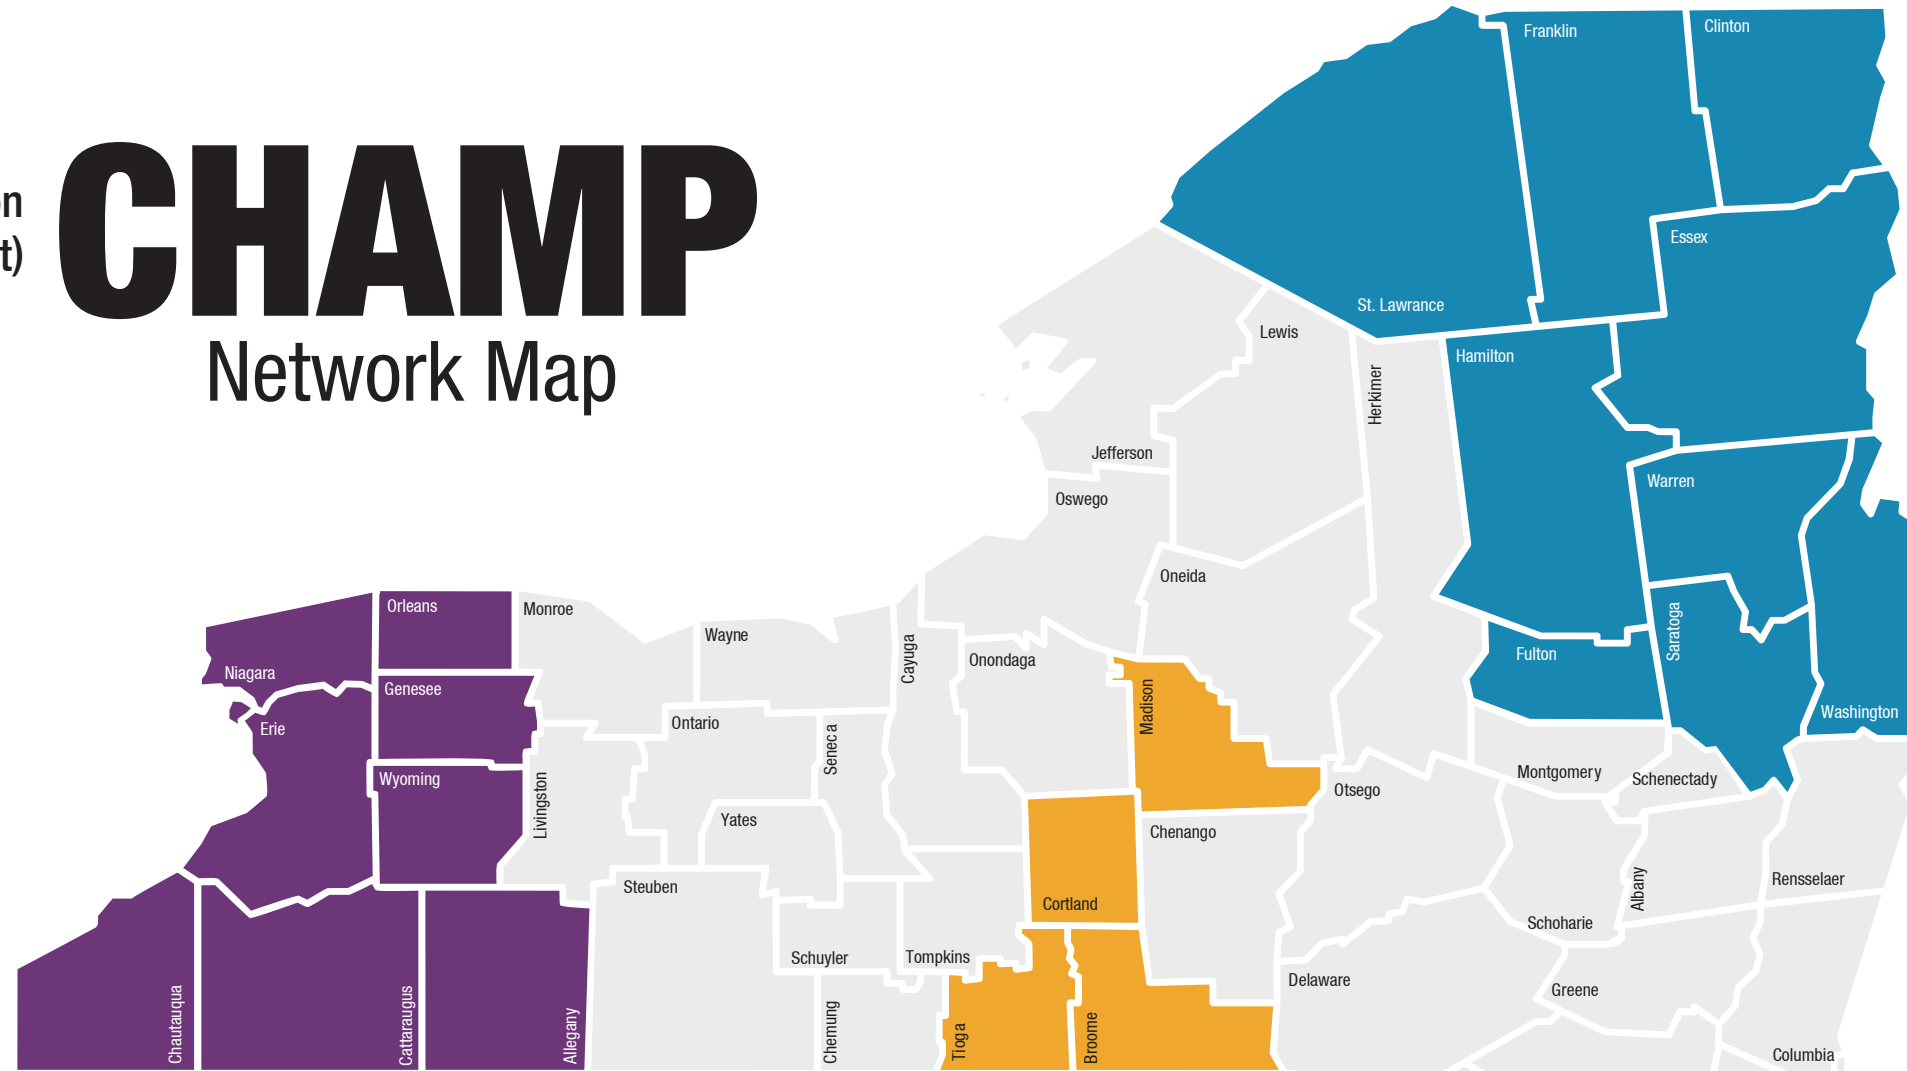 on
t)
CHAMP
Network Map
Franklin
Clinton
Essex
St. Lawrance
Lewis
Hamilton
Herkimer
Jefferson
Warren
Oswego
Oneida
Orleans
Monroe
Wayne
Cayuga
Onondaga
Saratoga
Fulton
Niagara
Genesee
Madison
Washington
Erie
Ontario
Seneca
Wyoming
Livingston
Montgomery
Schenectady
Otsego
Yates
Chenango
Steuben
Cortland
Albany
Rensselaer
Schoharie
Schuyler
Tompkins
Delaware
Greene
Chautauqua
Cattaraugus
Allegany
Chemung
Tioga
Broome
Columbia